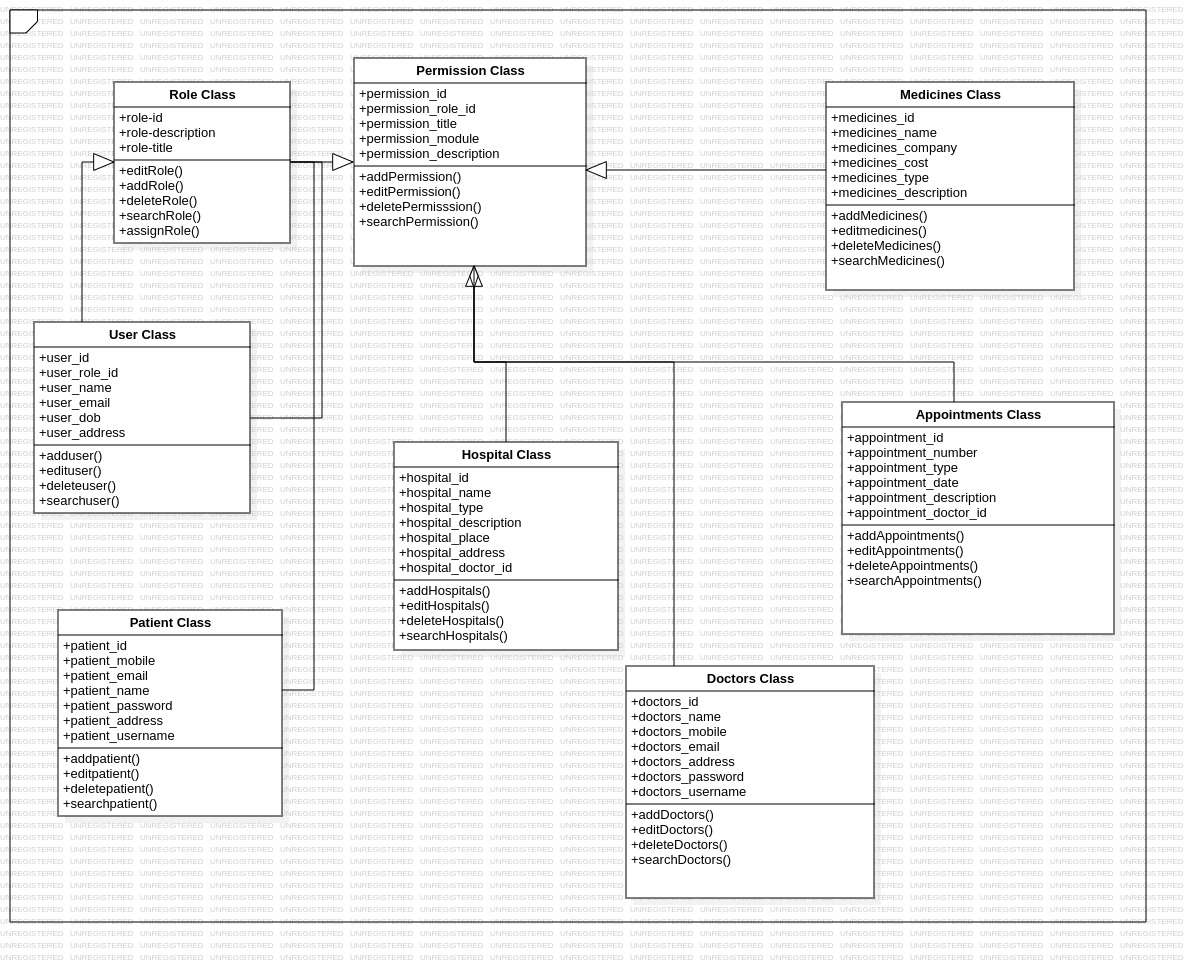 Role Class
+role-id
+role-description
+role-title
+editRole()
+addRole()
+deleteRole()
+searchRole()
+assignRole()
Permission Class
+permission_id
+permission_role_id
+permission_title
+permission_module
+permission_description
+addPermission()
+editPermission()
+deletePermisssion()
+searchPermission()
Medicines Class
+medicines_id
+medicines_name
+medicines_company
+medicines_cost
+medicines_type
+medicines_description
+addMedicines()
+editmedicines()
+deleteMedicines()
+searchMedicines()
User Class
+user_id
+user_role_id
+user_name
+user_email
+user_dob
+user_address
+adduser()
+edituser()
+deleteuser()
+searchuser()
Hospital Class
+hospital_id
+hospital_name
+hospital_type
+hospital_description
+hospital_place
+hospital_address
+hospital_doctor_id
+addHospitals()
+editHospitals()
+deleteHospitals()
+searchHospitals()
Appointments Class
+appointment_id
+appointment_number
+appointment_type
+appointment_date
+appointment_description
+appointment_doctor_id
+addAppointments()
+editAppointments()
+deleteAppointments()
+searchAppointments()
Patient Class
+patient_id
+patient_mobile
+patient_email
+patient_name
+patient_password
+patient_address
+patient_username
+addpatient()
+editpatient()
+deletepatient()
+searchpatient()
Doctors Class
+doctors_id
+doctors_name
+doctors_mobile
+doctors_email
+doctors_address
+doctors_password
+doctors_username
+addDoctors()
+editDoctors()
+deleteDoctors()
+searchDoctors()
UNREGISTERED